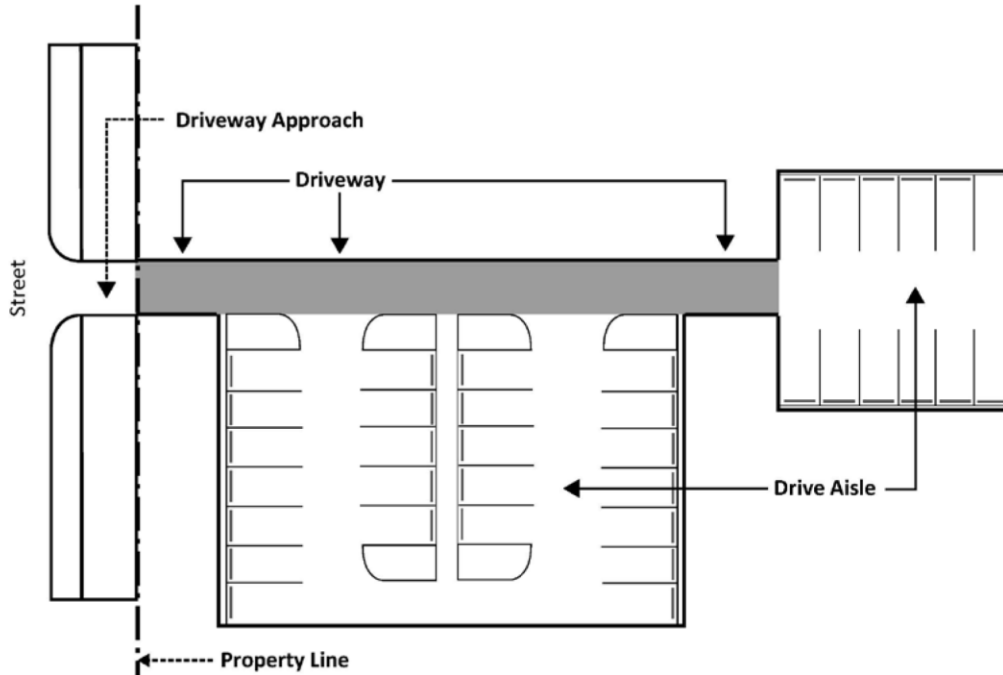 Driveway Approach
Driveway
Street
Drive Aisle
Property Line